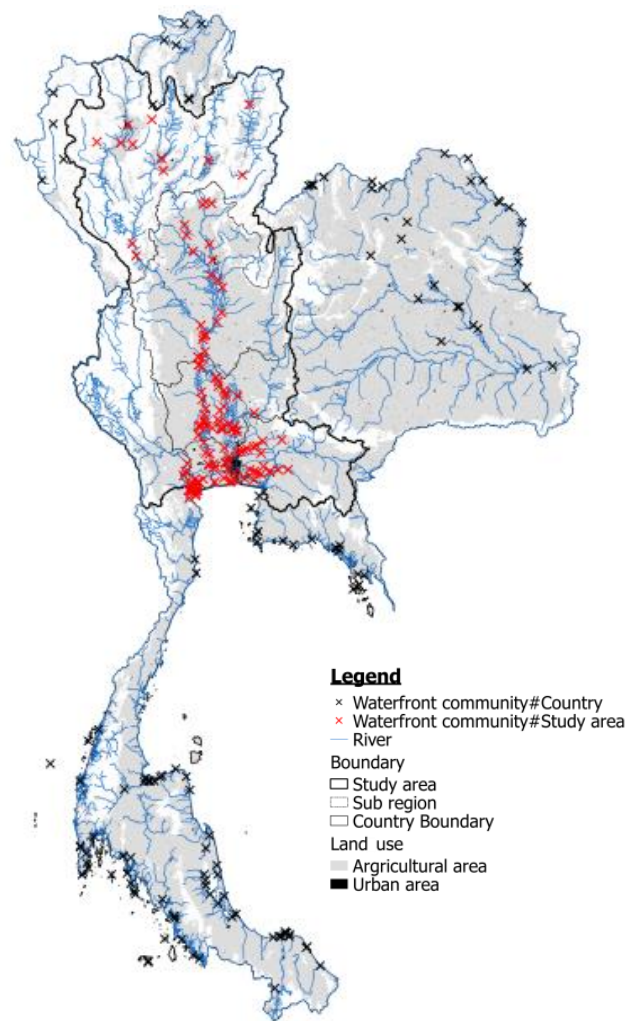 Legend
Waterfront community#Country
Waterfront community#Study area
River
Boundary
Study area
Sub region
Country Boundary
Land use
Argricultural area
Urban area